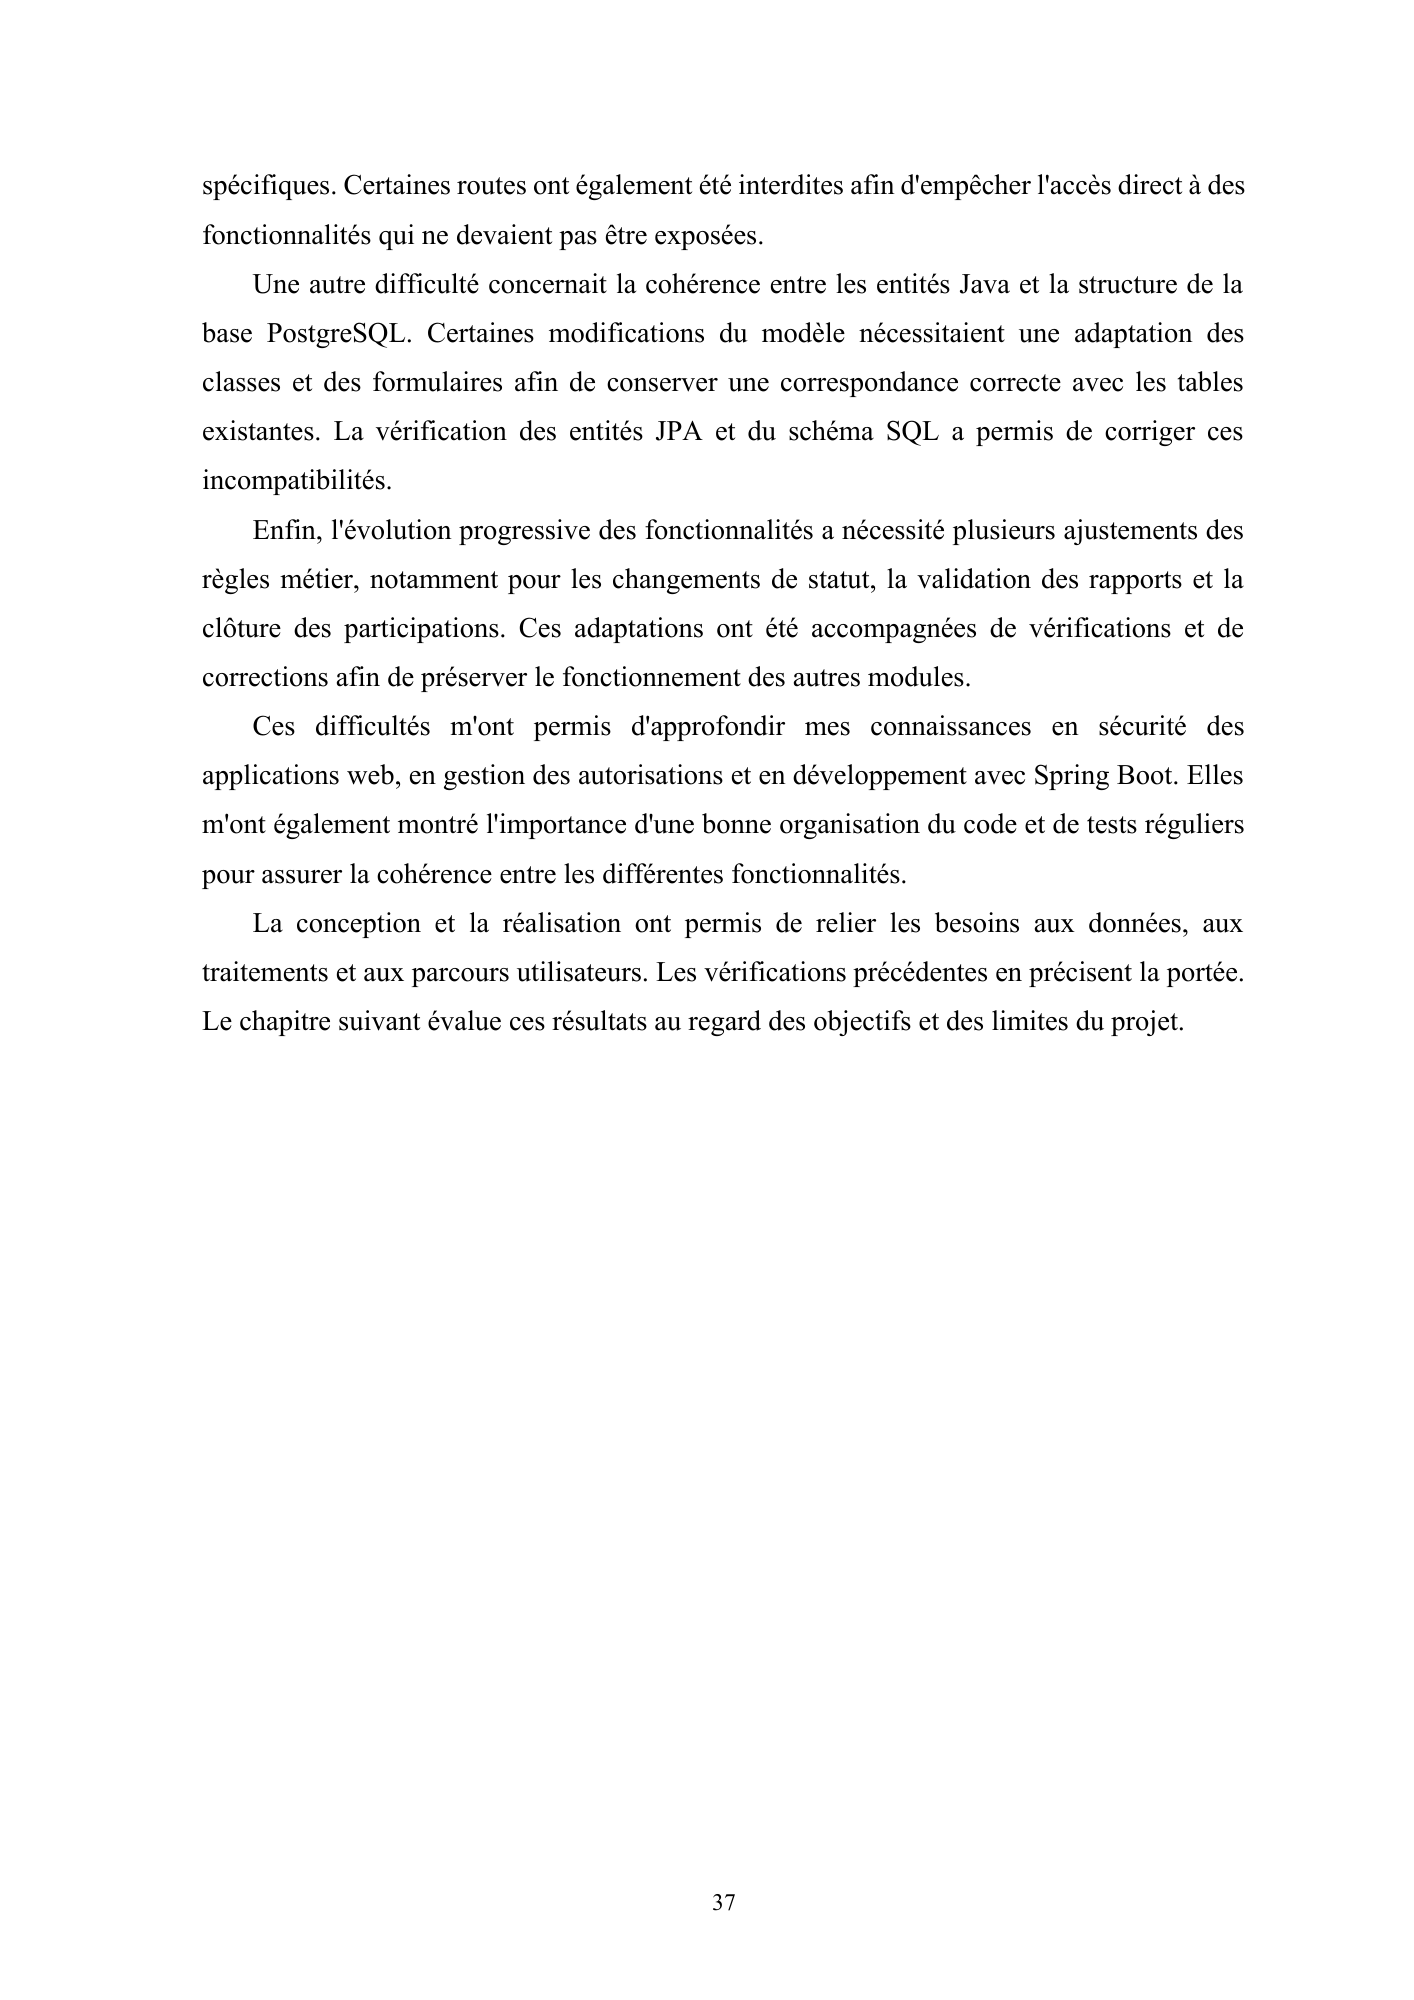 spécifiques. Certaines routes ont également été interdites afin d'empêcher l'accès direct à des
fonctionnalités qui ne devaient pas être exposées.
Une autre difficulté concernait la cohérence entre les entités Java et la structure de la
base PostgreSQL. Certaines modifications du modèle nécessitaient une adaptation des
classes et des formulaires afin de conserver une correspondance correcte avec les tables
existantes. La vérification des entités JPA et du schéma SQL a permis de corriger ces
incompatibilités.
Enfin, l'évolution progressive des fonctionnalités a nécessité plusieurs ajustements des
règles métier, notamment pour les changements de statut, la validation des rapports et la
clôture des participations. Ces adaptations ont été accompagnées de vérifications et de
corrections afin de préserver le fonctionnement des autres modules.
Ces difficultés m'ont permis d'approfondir mes connaissances en sécurité des
applications web, en gestion des autorisations et en développement avec Spring Boot. Elles
m'ont également montré l'importance d'une bonne organisation du code et de tests réguliers
pour assurer la cohérence entre les différentes fonctionnalités.
La conception et la réalisation ont permis de relier les besoins aux données, aux
traitements et aux parcours utilisateurs. Les vérifications précédentes en précisent la portée.
Le chapitre suivant évalue ces résultats au regard des objectifs et des limites du projet.
37